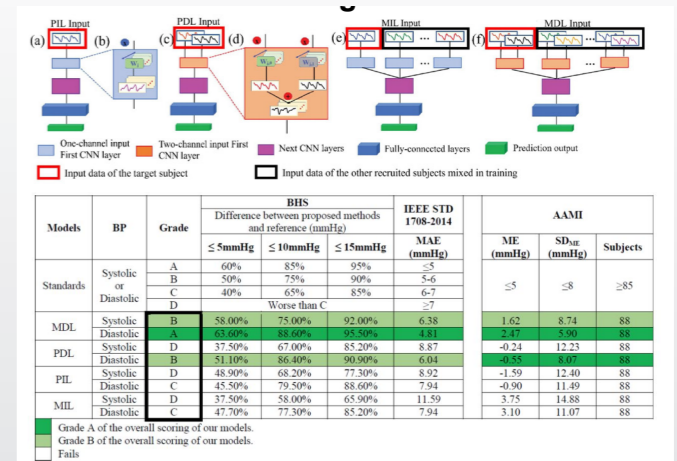 PIL Input
PDL Input
MIL Input
MDL Input
(a)
(b)
(c)
(d)
(e)
(f)
...
...
...
...
One-channel input First CNN layer
Two-channel input First CNN layer
Next CNN layers
Fully-connected layers
Prediction output
Input data of the target subject
Input data of the other recruited subjects mixed in training
Models BP Grade BHS IEEE STD 1708-2014 AAMI
Difference between proposed methods and reference (mmHg)
≤ 5mmHg ≤ 10mmHg ≤ 15mmHg MAE (mmHg) ME (mmHg) SD_ME (mmHg) Subjects
Standards Systolic or Diastolic A 60% 85% 95% ≤5 ≤5 ≤8 ≥85
B 50% 75% 90% 5-6
C 40% 65% 85% 6-7
D Worse than C ≥7
MDL Systolic B 58.00% 75.00% 92.00% 6.38 1.62 8.74 88
Diastolic A 63.60% 88.60% 95.50% 4.81 2.47 5.90 88
PDL Systolic D 37.50% 67.00% 85.20% 8.87 -0.24 12.23 88
Diastolic B 51.10% 86.40% 90.90% 6.04 -0.55 8.07 88
PIL Systolic D 48.90% 68.20% 77.30% 8.92 -1.59 12.40 88
Diastolic C 45.50% 79.50% 88.60% 7.94 -0.90 11.49 88
MIL Systolic D 37.50% 58.00% 65.90% 11.59 3.75 14.88 88
Diastolic C 47.70% 77.30% 85.20% 7.94 3.10 11.07 88
Grade A of the overall scoring of our models.
Grade B of the overall scoring of our models.
Fails